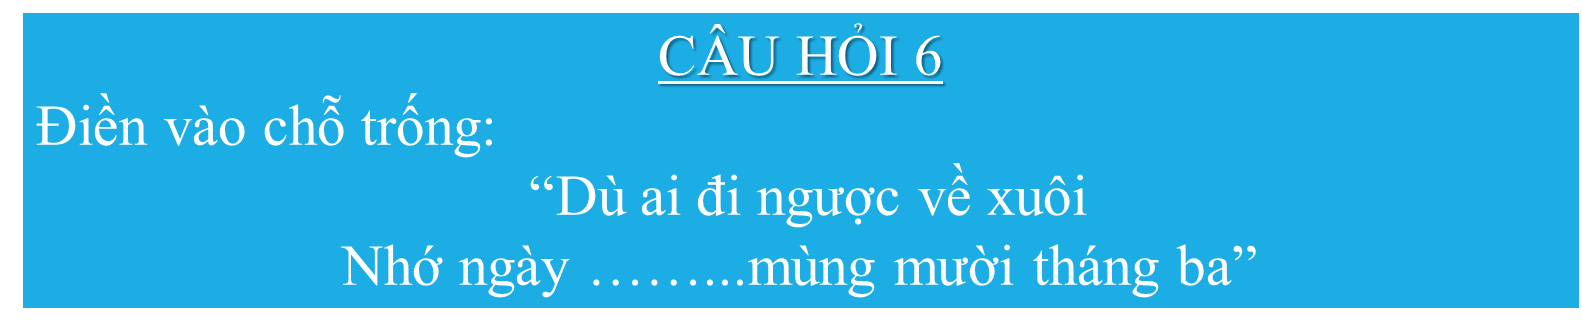 CÂU HỎI 6
Điền vào chỗ trống:
“Dù ai đi ngược về xuôi
Nhớ ngày ……...mùng mười tháng ba”